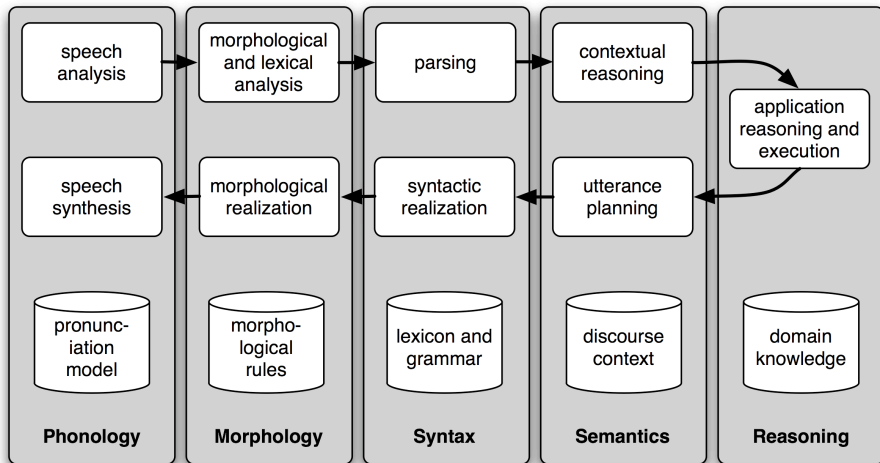 speech
analysis
morphological
and lexical
analysis
parsing
contextual
reasoning
application
reasoning and
execution
speech
synthesis
morphological
realization
syntactic
realization
utterance
planning
pronunc-
iation
model
morpho-
logical
rules
lexicon and
grammar
discourse
context
domain
knowledge
Phonology
Morphology
Syntax
Semantics
Reasoning